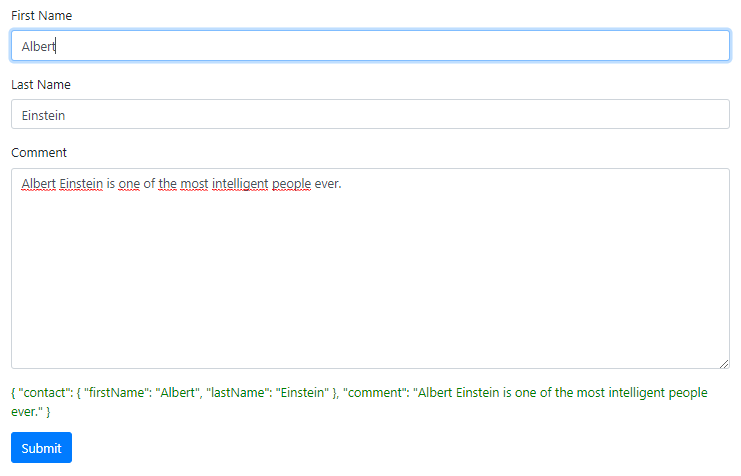 First Name
Albert
Last Name
Einstein
Comment
Albert Einstein is one of the most intelligent people ever.
{ "contact": { "firstName": "Albert", "lastName": "Einstein" }, "comment": "Albert Einstein is one of the most intelligent people
ever." }
Submit